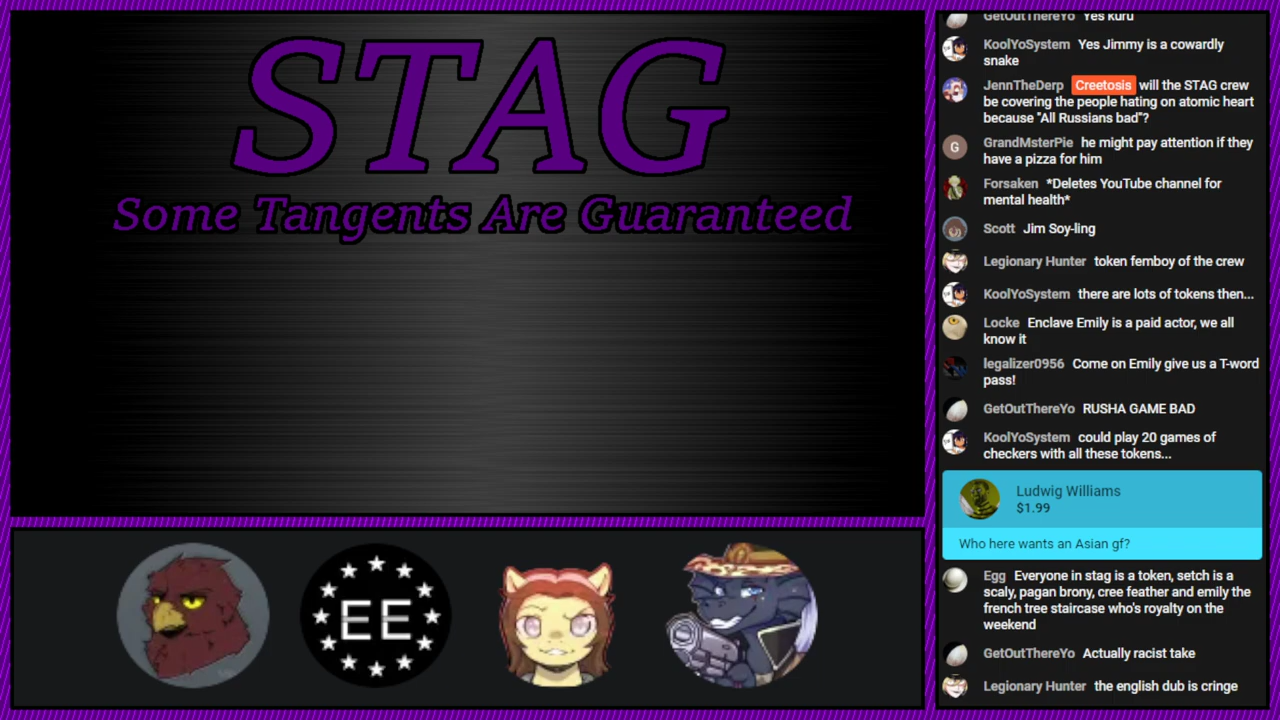 STAG
Some Tangents Are Guaranteed
EE
GetOutThereYo Yes kuru
KoolYoSystem Yes Jimmy is a cowardly
snake
JennTheDerp Creetosis will the STAG crew
be covering the people hating on atomic heart
because "All Russians bad"?
G GrandMsterPie he might pay attention if they
have a pizza for him
Forsaken *Deletes YouTube channel for
mental health*
Scott Jim Soy-ling
Legionary Hunter token femboy of the crew
KoolYoSystem there are lots of tokens then...
Locke Enclave Emily is a paid actor, we all
know it
legalizer0956 Come on Emily give us a T-word
pass!
GetOutThereYo RUSHA GAME BAD
KoolYoSystem could play 20 games of
checkers with all these tokens...
Ludwig Williams
$1.99
Who here wants an Asian gf?
Egg Everyone in stag is a token, setch is a
scaly, pagan brony, cree feather and emily the
french tree staircase who's royalty on the
weekend
GetOutThereYo Actually racist take
Legionary Hunter the english dub is cringe